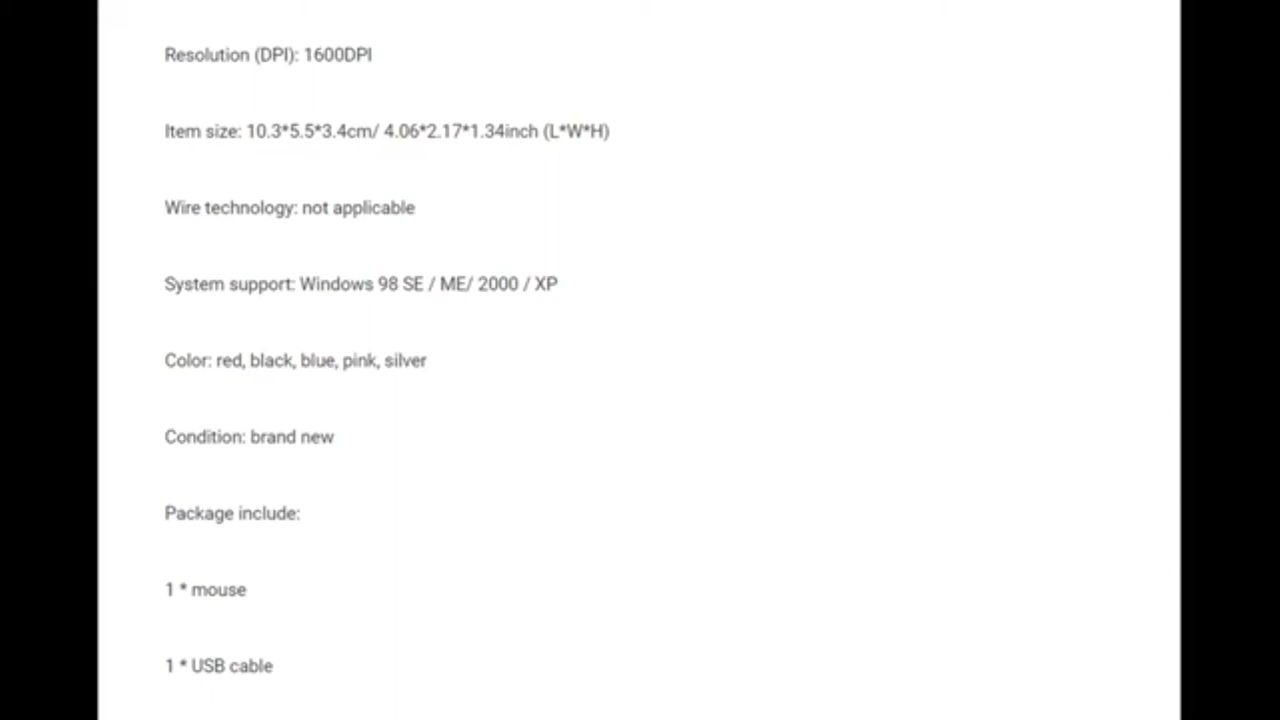 Resolution (DPI): 1600DPI
Item size: 10.3*5.5*3.4cm/ 4.06*2.17*1.34inch (L*W*H)
Wire technology: not applicable
System support: Windows 98 SE / ME/ 2000 / XP
Color: red, black, blue, pink, silver
Condition: brand new
Package include:
1 * mouse
1 * USB cable